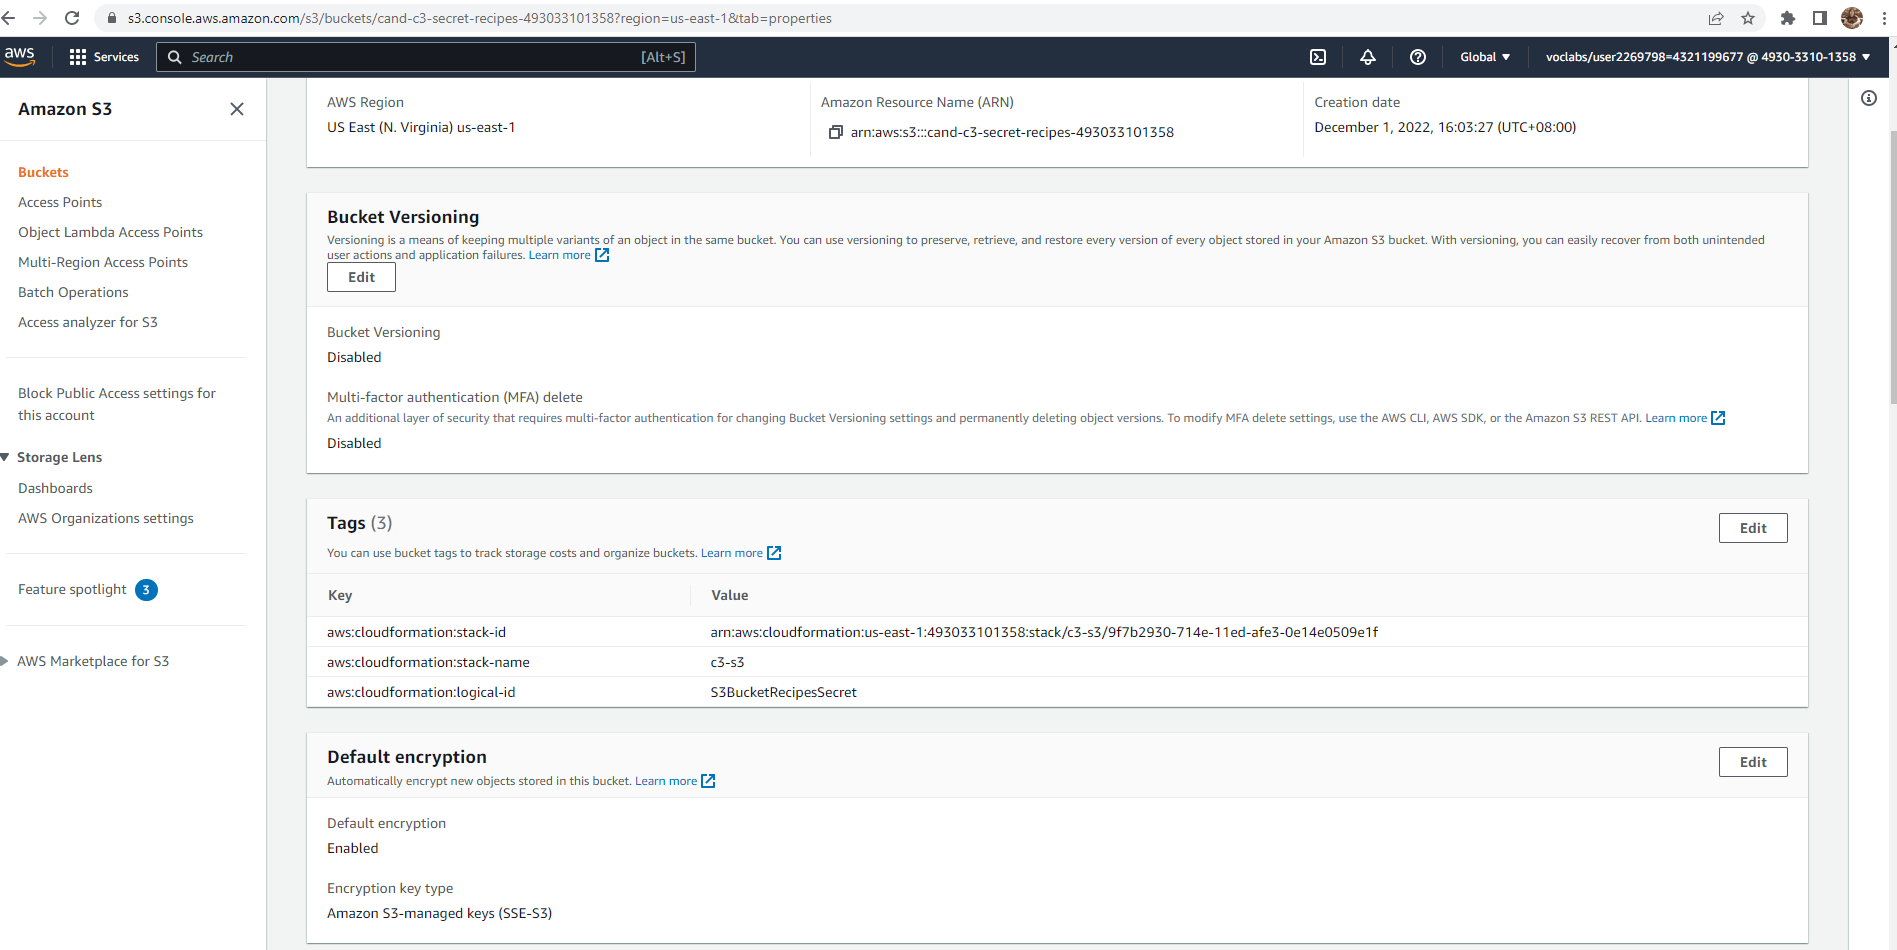 s3.console.aws.amazon.com/s3/buckets/cand-c3-secret-recipes-493033101358?region=us-east-1&tab=properties
aws
Services
Search
[Alt+S]
Global
voclabs/user2269798=4321199677 @ 4930-3310-1358
Amazon S3
Buckets
Access Points
Object Lambda Access Points
Multi-Region Access Points
Batch Operations
Access analyzer for S3
Block Public Access settings for
this account
Storage Lens
Dashboards
AWS Organizations settings
Feature spotlight 3
AWS Marketplace for S3
AWS Region
US East (N. Virginia) us-east-1
Amazon Resource Name (ARN)
arn:aws:s3:::cand-c3-secret-recipes-493033101358
Creation date
December 1, 2022, 16:03:27 (UTC+08:00)
Bucket Versioning
Versioning is a means of keeping multiple variants of an object in the same bucket. You can use versioning to preserve, retrieve, and restore every version of every object stored in your Amazon S3 bucket. With versioning, you can easily recover from both unintended
user actions and application failures. Learn more
Edit
Bucket Versioning
Disabled
Multi-factor authentication (MFA) delete
An additional layer of security that requires multi-factor authentication for changing Bucket Versioning settings and permanently deleting object versions. To modify MFA delete settings, use the AWS CLI, AWS SDK, or the Amazon S3 REST API. Learn more
Disabled
Tags (3)
Edit
You can use bucket tags to track storage costs and organize buckets. Learn more
Key Value
aws:cloudformation:stack-id arn:aws:cloudformation:us-east-1:493033101358:stack/c3-s3/9f7b2930-714e-11ed-afe3-0e14e0509e1f
aws:cloudformation:stack-name c3-s3
aws:cloudformation:logical-id S3BucketRecipesSecret
Default encryption
Edit
Automatically encrypt new objects stored in this bucket. Learn more
Default encryption
Enabled
Encryption key type
Amazon S3-managed keys (SSE-S3)